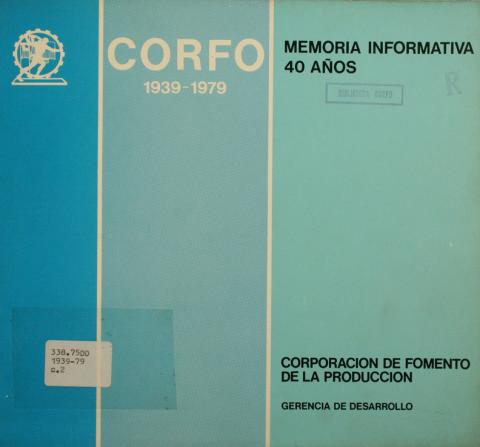 CORFO
1939-1979
MEMORIA INFORMATIVA
40 AÑOS
BIBLIOTECA CORFO
R
338.7500
1939-79
c.2
CORPORACION DE FOMENTO
DE LA PRODUCCION
GERENCIA DE DESARROLLO